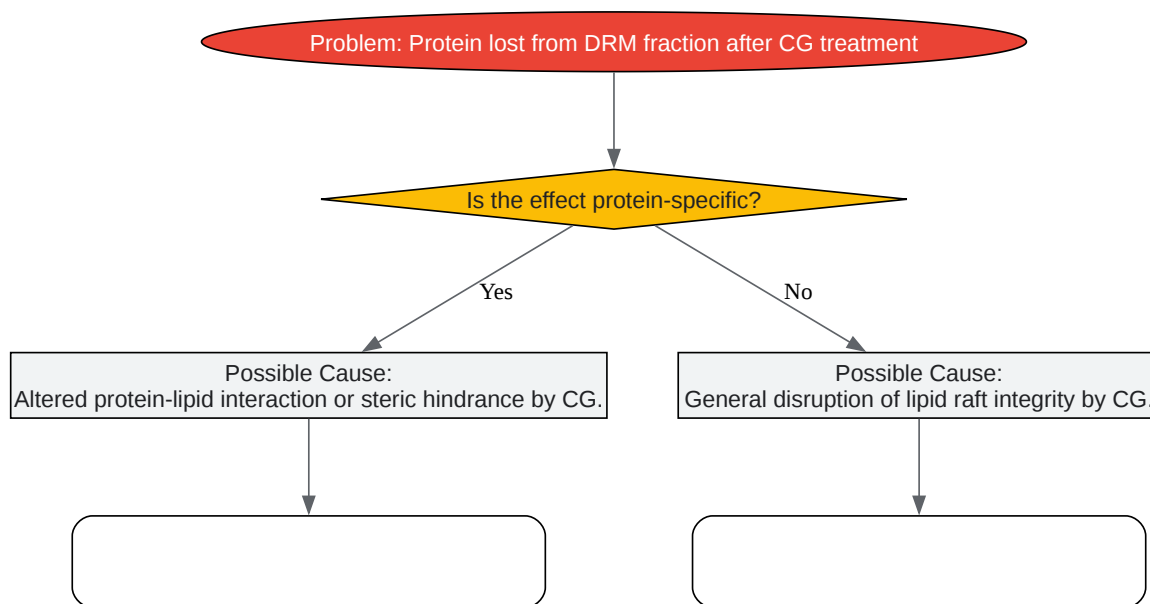 Problem: Protein lost from DRM fraction after CG treatment
Is the effect protein-specific?
Yes
No
Possible Cause:
Altered protein-lipid interaction or steric hindrance by CG.
Possible Cause:
General disruption of lipid raft integrity by CG.